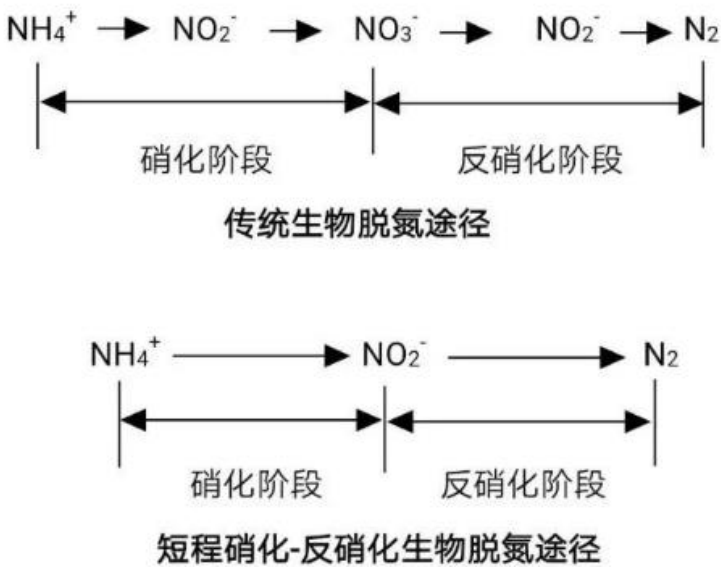 NH₄⁺ → NO₂⁻ → NO₃⁻ → NO₂⁻ → N₂
硝化阶段 反硝化阶段
传统生物脱氮途径
NH₄⁺ → NO₂⁻ → N₂
硝化阶段 反硝化阶段
短程硝化-反硝化生物脱氮途径